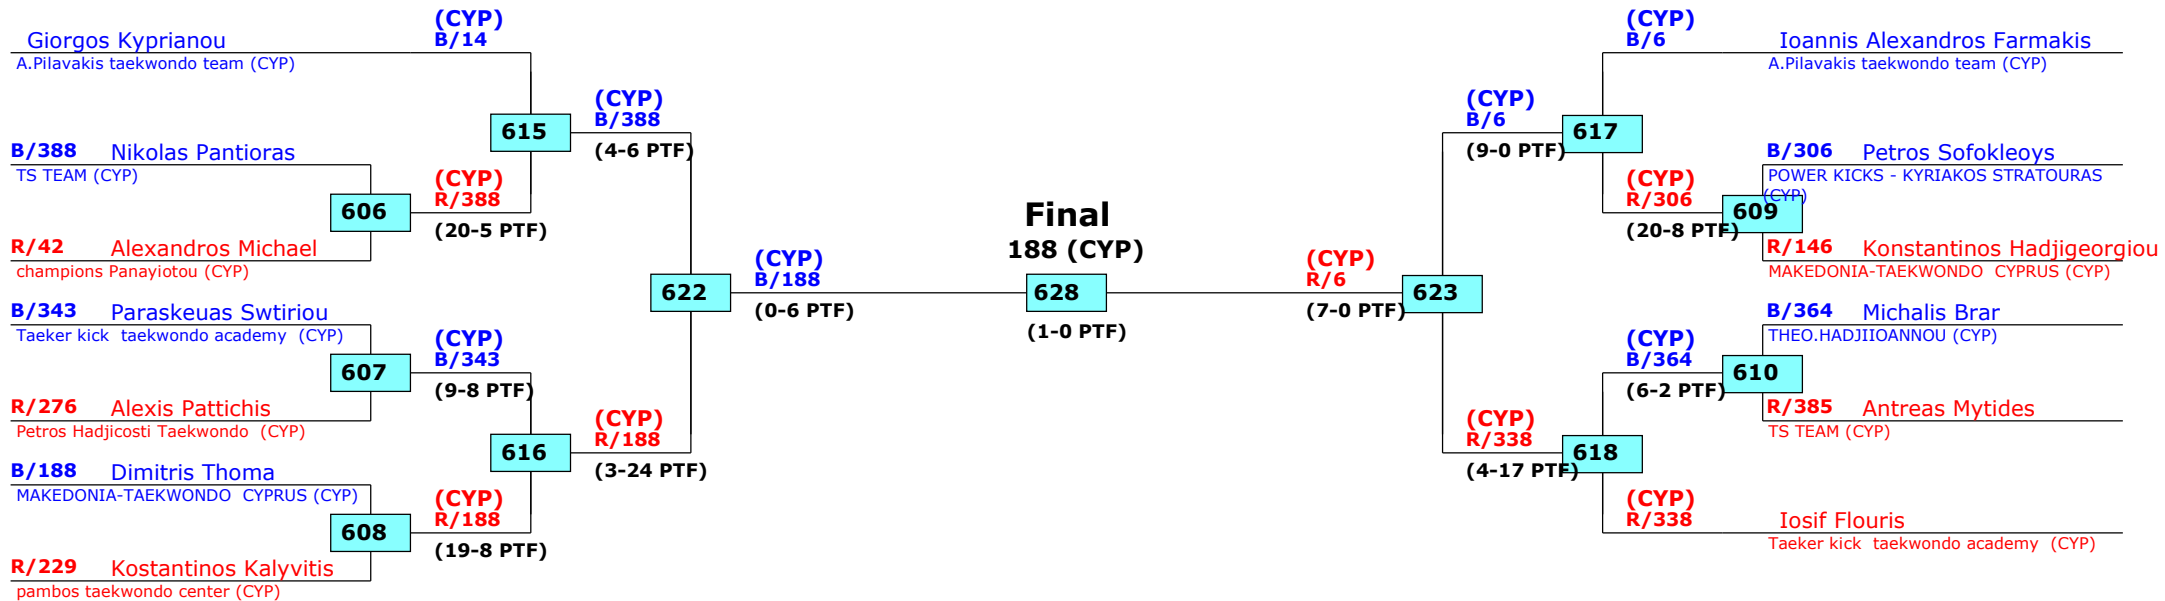 (CYP)
B/14
Giorgos Kyprianou
A.Pilavakis taekwondo team (CYP)
615
(CYP)
B/388
(4-6 PTF)
B/388 Nikolas Pantioras
TS TEAM (CYP)
606
(CYP)
R/388
(20-5 PTF)
R/42 Alexandros Michael
champions Panayiotou (CYP)
622
(CYP)
B/188
(0-6 PTF)
B/343 Paraskeuas Swtiriou
Taeker kick taekwondo academy (CYP)
607
(CYP)
B/343
(9-8 PTF)
R/276 Alexis Pattichis
Petros Hadjicosti Taekwondo (CYP)
616
(CYP)
R/188
(3-24 PTF)
B/188 Dimitris Thoma
MAKEDONIA-TAEKWONDO CYPRUS (CYP)
608
(CYP)
R/188
(19-8 PTF)
R/229 Kostantinos Kalyvitis
pambos taekwondo center (CYP)
Final
188 (CYP)
628
(1-0 PTF)
(CYP)
R/6
(7-0 PTF)
623
(CYP)
B/6
(9-0 PTF)
617
(CYP)
B/6
Ioannis Alexandros Farmakis
A.Pilavakis taekwondo team (CYP)
(CYP)
R/306
(20-8 PTF)
609
B/306 Petros Sofokleoys
POWER KICKS - KYRIAKOS STRATOURAS
(CYP)
R/146 Konstantinos Hadjigeorgiou
MAKEDONIA-TAEKWONDO CYPRUS (CYP)
(CYP)
R/338
(4-17 PTF)
618
(CYP)
B/364
(6-2 PTF)
610
B/364 Michalis Brar
THEO.HADJIIOANNOU (CYP)
R/385 Antreas Mytides
TS TEAM (CYP)
(CYP)
R/338
Iosif Flouris
Taeker kick taekwondo academy (CYP)